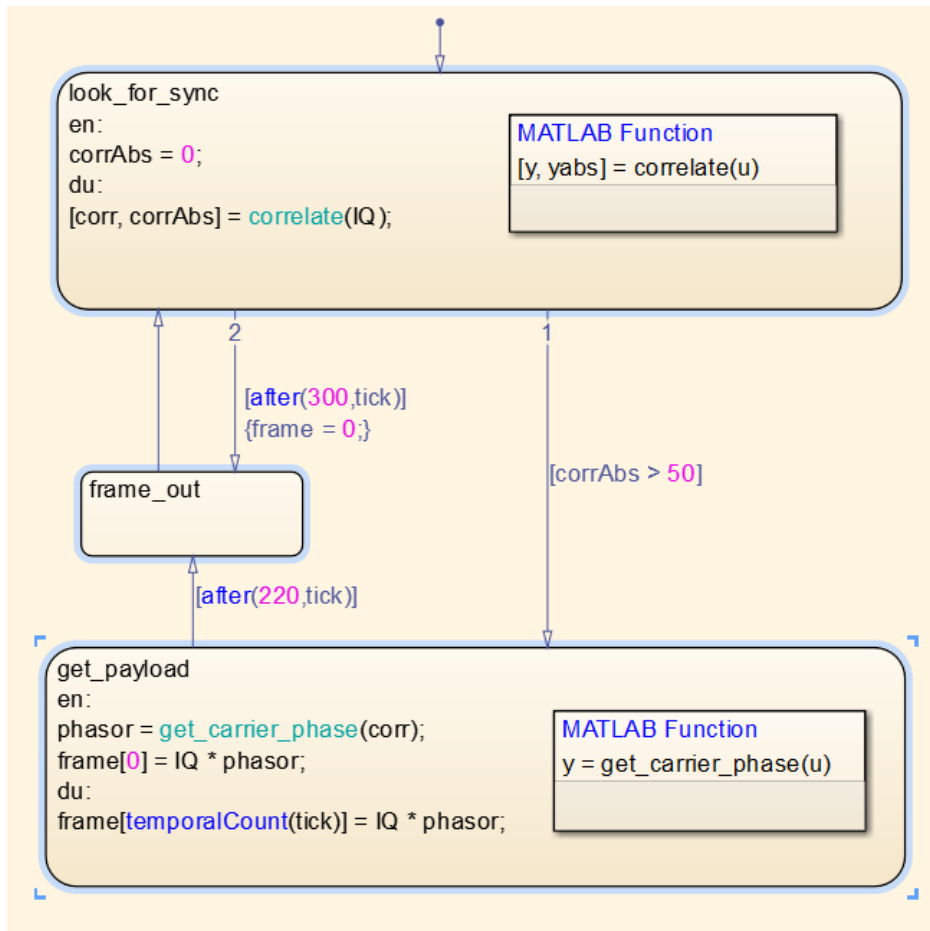 look_for_sync
en:
corrAbs = 0;
du:
[corr, corrAbs] = correlate(IQ);
MATLAB Function
[y, yabs] = correlate(u)
2
1
[after(300,tick)]
{frame = 0;}
[corrAbs > 50]
frame_out
[after(220,tick)]
get_payload
en:
phasor = get_carrier_phase(corr);
frame[0] = IQ * phasor;
du:
frame[temporalCount(tick)] = IQ * phasor;
MATLAB Function
y = get_carrier_phase(u)